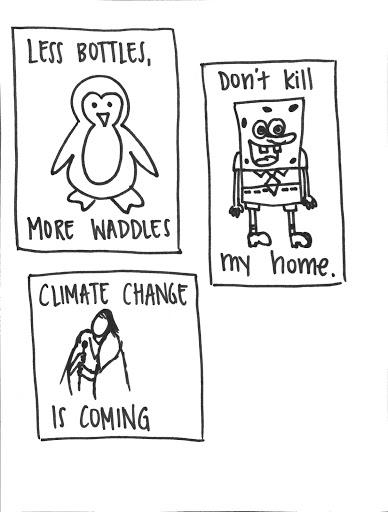 LESS BOTTLES,
MORE WADDLES
Don't kill
my home.
CLIMATE CHANGE
IS COMING